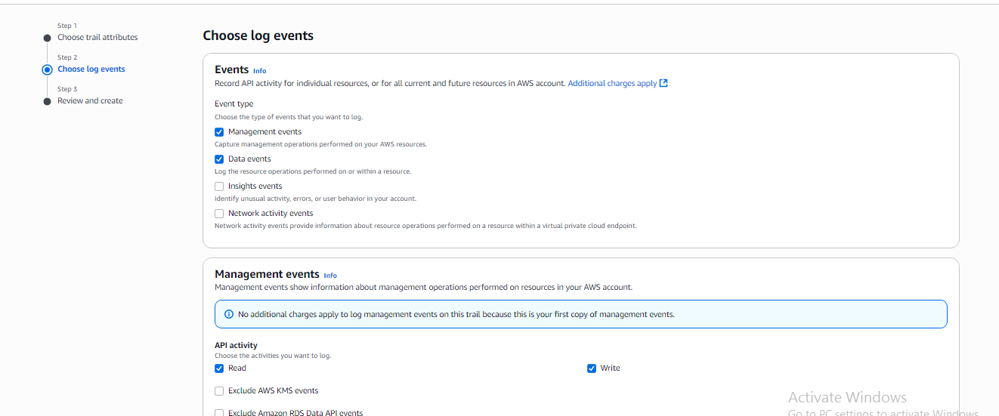 Step 1
Choose trail attributes
Step 2
Choose log events
Step 3
Review and create
Choose log events
Events Info
Record API activity for individual resources, or for all current and future resources in AWS account. Additional charges apply
Event type
Choose the type of events that you want to log.
Management events
Capture management operations performed on your AWS resources.
Data events
Log the resource operations performed on or within a resource.
Insights events
Identify unusual activity, errors, or user behavior in your account.
Network activity events
Network activity events provide information about resource operations performed on a resource within a virtual private cloud endpoint.
Management events Info
Management events show information about management operations performed on resources in your AWS account.
No additional charges apply to log management events on this trail because this is your first copy of management events.
API activity
Choose the activities you want to log.
Read Write
Exclude AWS KMS events
Exclude Amazon RDS Data API events
Activate Windows
Go to PC settings to activate Windows.